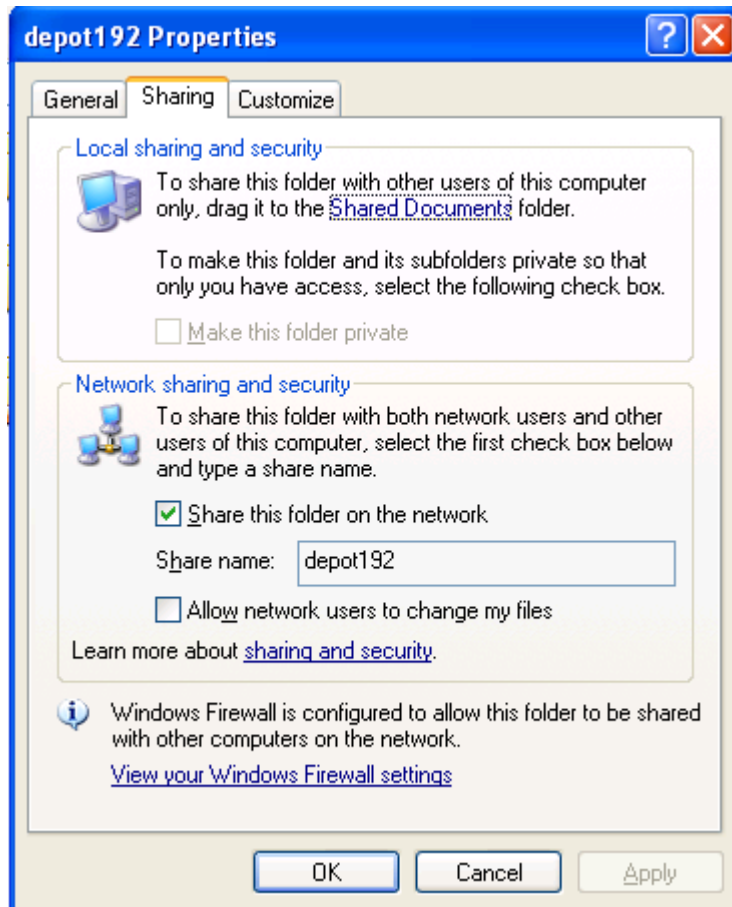 depot192 Properties
General Sharing Customize
Local sharing and security
To share this folder with other users of this computer
only, drag it to the Shared Documents folder.
To make this folder and its subfolders private so that
only you have access, select the following check box.
Make this folder private
Network sharing and security
To share this folder with both network users and other
users of this computer, select the first check box below
and type a share name.
Share this folder on the network
Share name: depot192
Allow network users to change my files
Learn more about sharing and security.
Windows Firewall is configured to allow this folder to be shared
with other computers on the network.
View your Windows Firewall settings
OK Cancel Apply